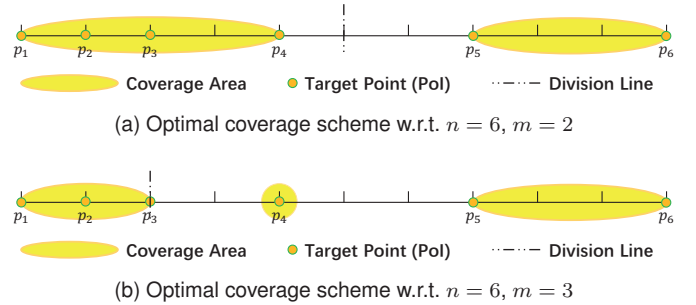 p1 p2 p3 p4 p5 p6
Coverage Area Target Point (PoI) Division Line
(a) Optimal coverage scheme w.r.t. n = 6, m = 2
p1 p2 p3 p4 p5 p6
Coverage Area Target Point (PoI) Division Line
(b) Optimal coverage scheme w.r.t. n = 6, m = 3